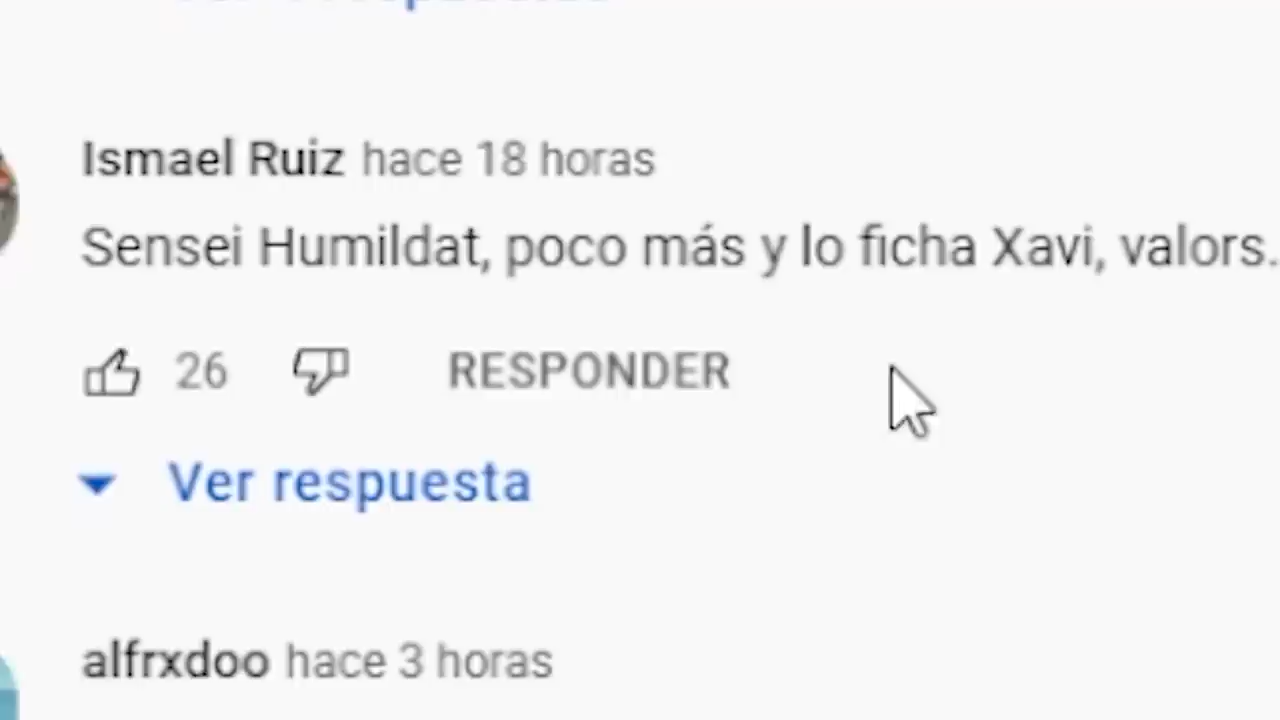 Ismael Ruiz hace 18 horas
Sensei Humildat, poco más y lo ficha Xavi, valors.
26 RESPONDER
Ver respuesta
alfrxdoo hace 3 horas